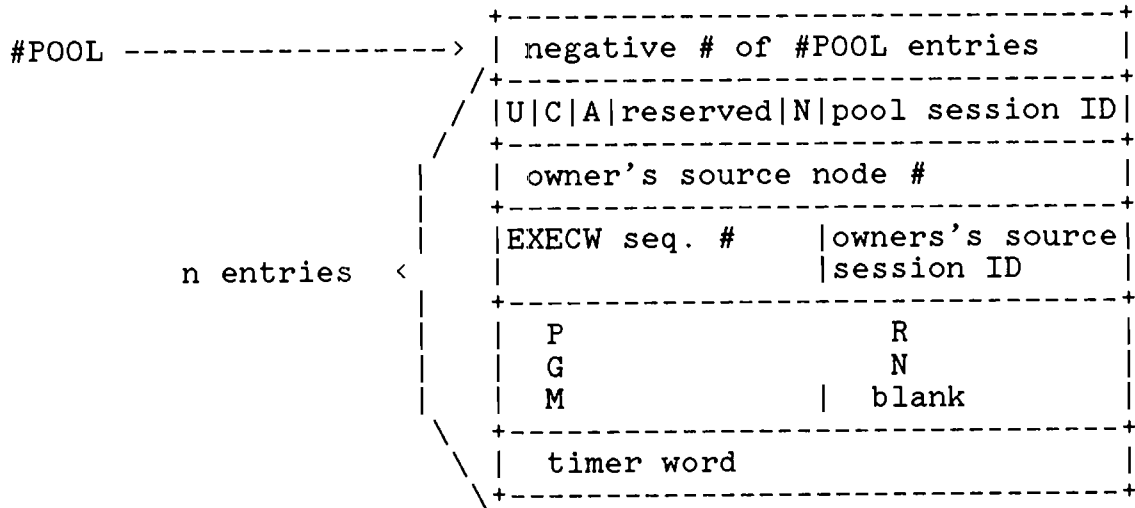 #POOL -----------------> | negative # of #POOL entries |
|U|C|A|reserved|N|pool session ID|
| owner's source node # |
|EXECW seq. # |owners's source|
|session ID
n entries <
P R
G N
M | blank
timer word